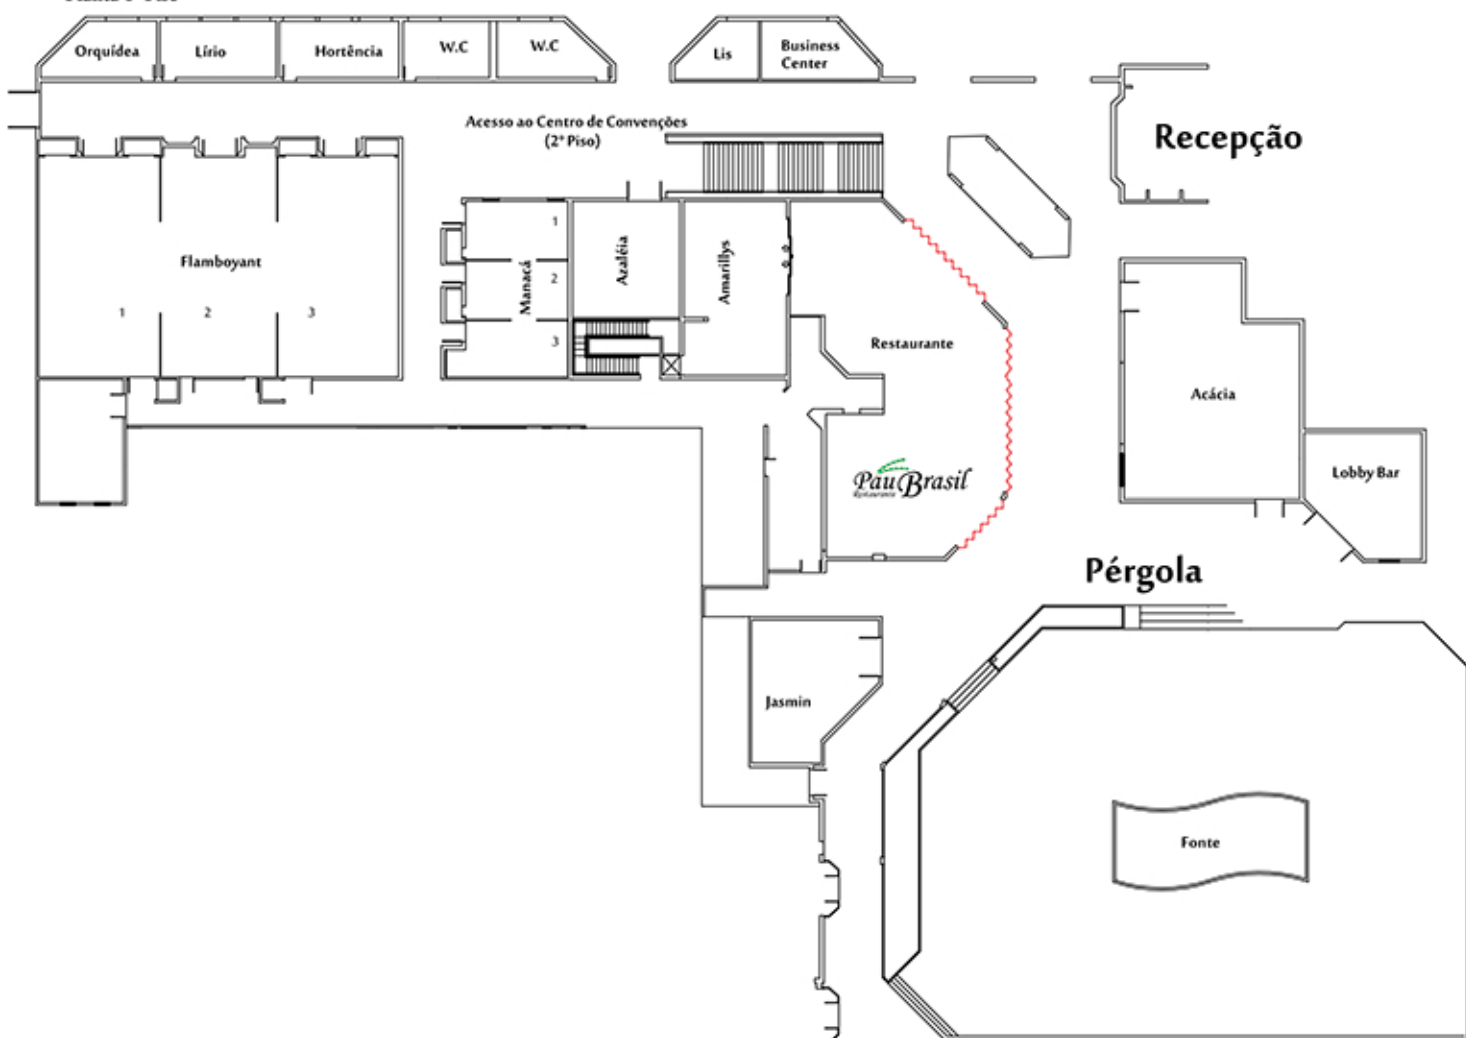 Orquídea
Lírio
Hortência
W.C
W.C
Lis
Business
Center
Acesso ao Centro de Convenções
(2º Piso)
Recepção
Flamboyant
1
2
3
Manacá
1
2
3
Azaléia
Amarillys
Restaurante
Pau Brasil
Restaurante
Acácia
Lobby Bar
Pérgola
Jasmin
Fonte